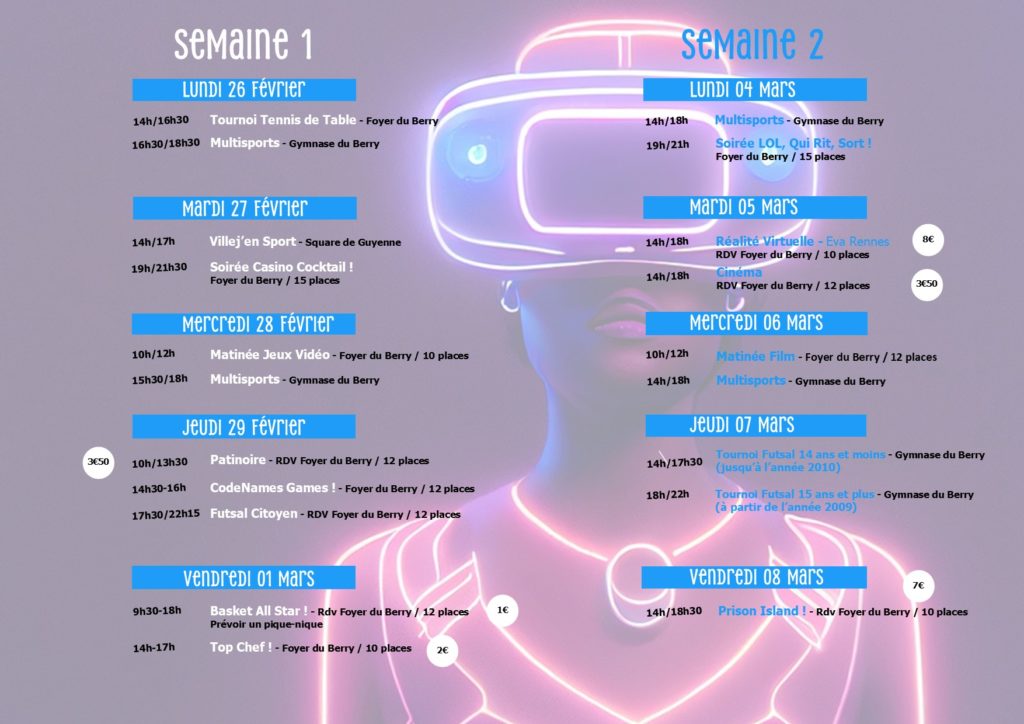 Semaine 1
Lundi 26 Février
14h/16h30 Tournoi Tennis de Table - Foyer du Berry
16h30/18h30 Multisports - Gymnase du Berry
Mardi 27 Février
14h/17h Villej'en Sport - Square de Guyenne
19h/21h30 Soirée Casino Cocktail !
Foyer du Berry / 15 places
Mercredi 28 Février
10h/12h Matinée Jeux Vidéo - Foyer du Berry / 10 places
15h30/18h Multisports - Gymnase du Berry
Jeudi 29 Février
3€50 10h/13h30 Patinoire - RDV Foyer du Berry / 12 places
14h30-16h CodeNames Games ! - Foyer du Berry / 12 places
17h30/22h15 Futsal Citoyen - RDV Foyer du Berry / 12 places
Vendredi 01 Mars
9h30-18h Basket All Star ! - Rdv Foyer du Berry / 12 places 1€
Prévoir un pique-nique
14h-17h Top Chef ! - Foyer du Berry / 10 places 2€
Semaine 2
Lundi 04 Mars
14h/18h Multisports - Gymnase du Berry
19h/21h Soirée LOL, Qui Rit, Sort !
Foyer du Berry / 15 places
Mardi 05 Mars
14h/18h Réalité Virtuelle - Eva Rennes 8€
RDV Foyer du Berry / 10 places
14h/18h Cinéma 3€50
RDV Foyer du Berry / 12 places
Mercredi 06 Mars
10h/12h Matinée Film - Foyer du Berry / 12 places
14h/18h Multisports - Gymnase du Berry
Jeudi 07 Mars
14h/17h30 Tournoi Futsal 14 ans et moins - Gymnase du Berry
(jusqu'à l'année 2010)
18h/22h Tournoi Futsal 15 ans et plus - Gymnase du Berry
(à partir de l'année 2009)
Vendredi 08 Mars
7€
14h/18h30 Prison Island ! - Rdv Foyer du Berry / 10 places